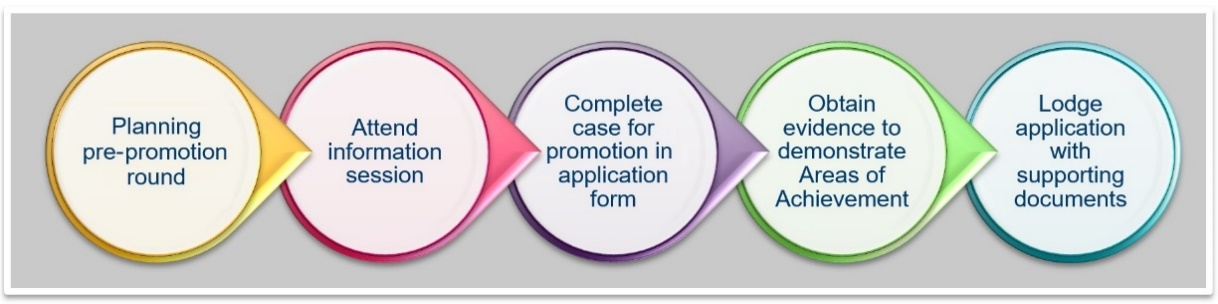 Planning
pre-promotion
round
Attend
information
session
Complete
case for
promotion in
application
form
Obtain
evidence to
demonstrate
Areas of
Achievement
Lodge
application
with
supporting
documents